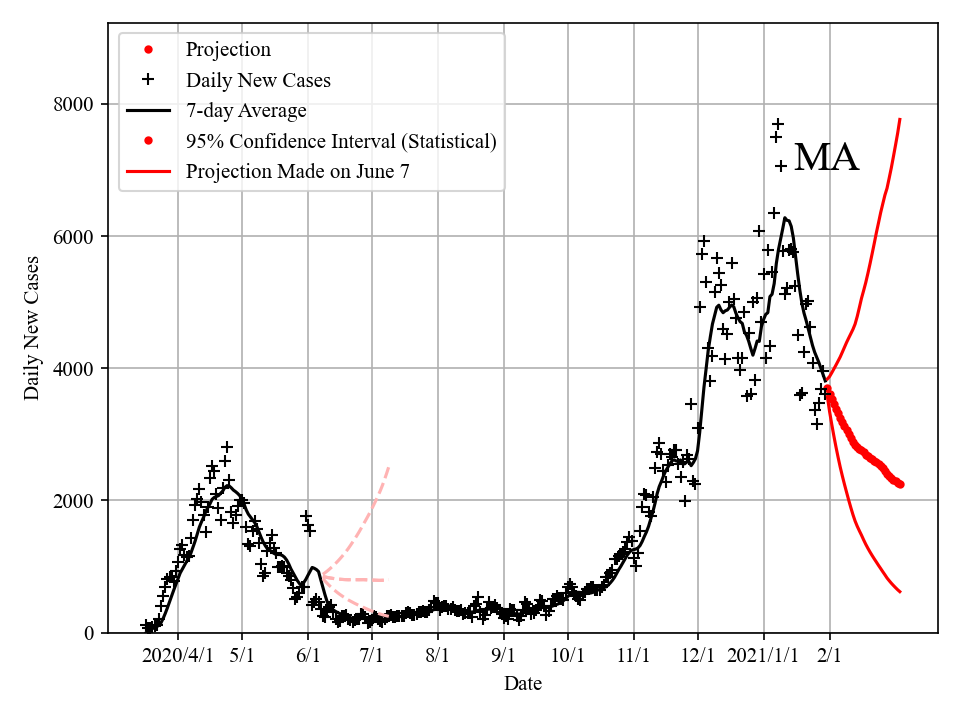 Projection
Daily New Cases
7-day Average
95% Confidence Interval (Statistical)
Projection Made on June 7
MA
8000
6000
4000
2000
0
Daily New Cases
2020/4/1 5/1 6/1 7/1 8/1 9/1 10/1 11/1 12/1 2021/1/1 2/1
Date